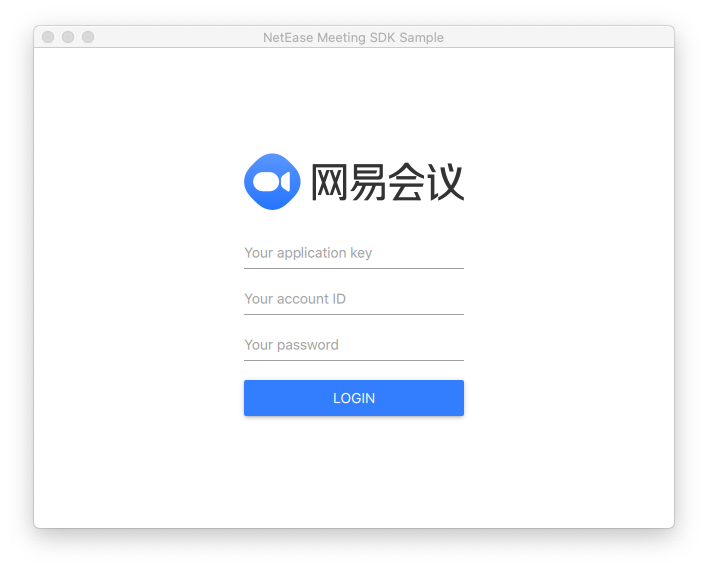 NetEase Meeting SDK Sample
网易会议
Your application key
Your account ID
Your password
LOGIN